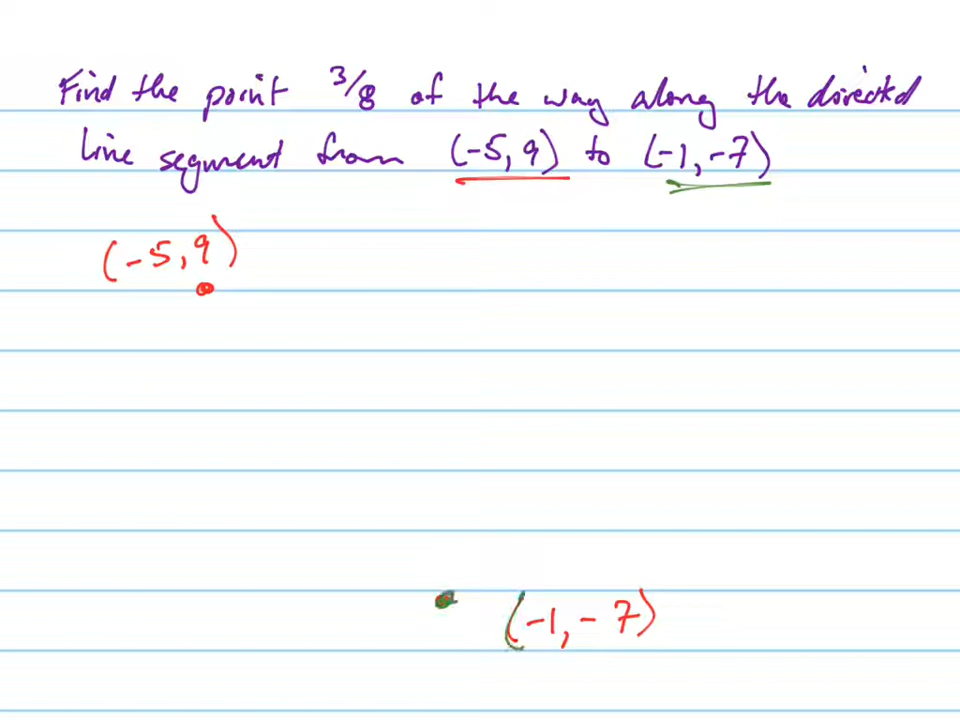 Find the point 3/8 of the way along the directed
line segment from (-5, 9) to (-1, -7)
(-5, 9)
(-1, -7)